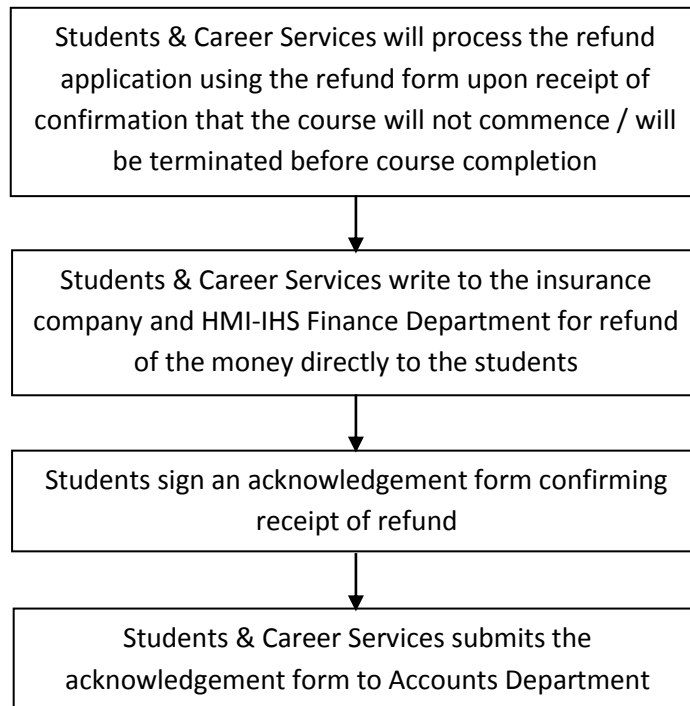 Students & Career Services will process the refund
application using the refund form upon receipt of
confirmation that the course will not commence / will
be terminated before course completion
Students & Career Services write to the insurance
company and HMI-IHS Finance Department for refund
of the money directly to the students
Students sign an acknowledgement form confirming
receipt of refund
Students & Career Services submits the
acknowledgement form to Accounts Department